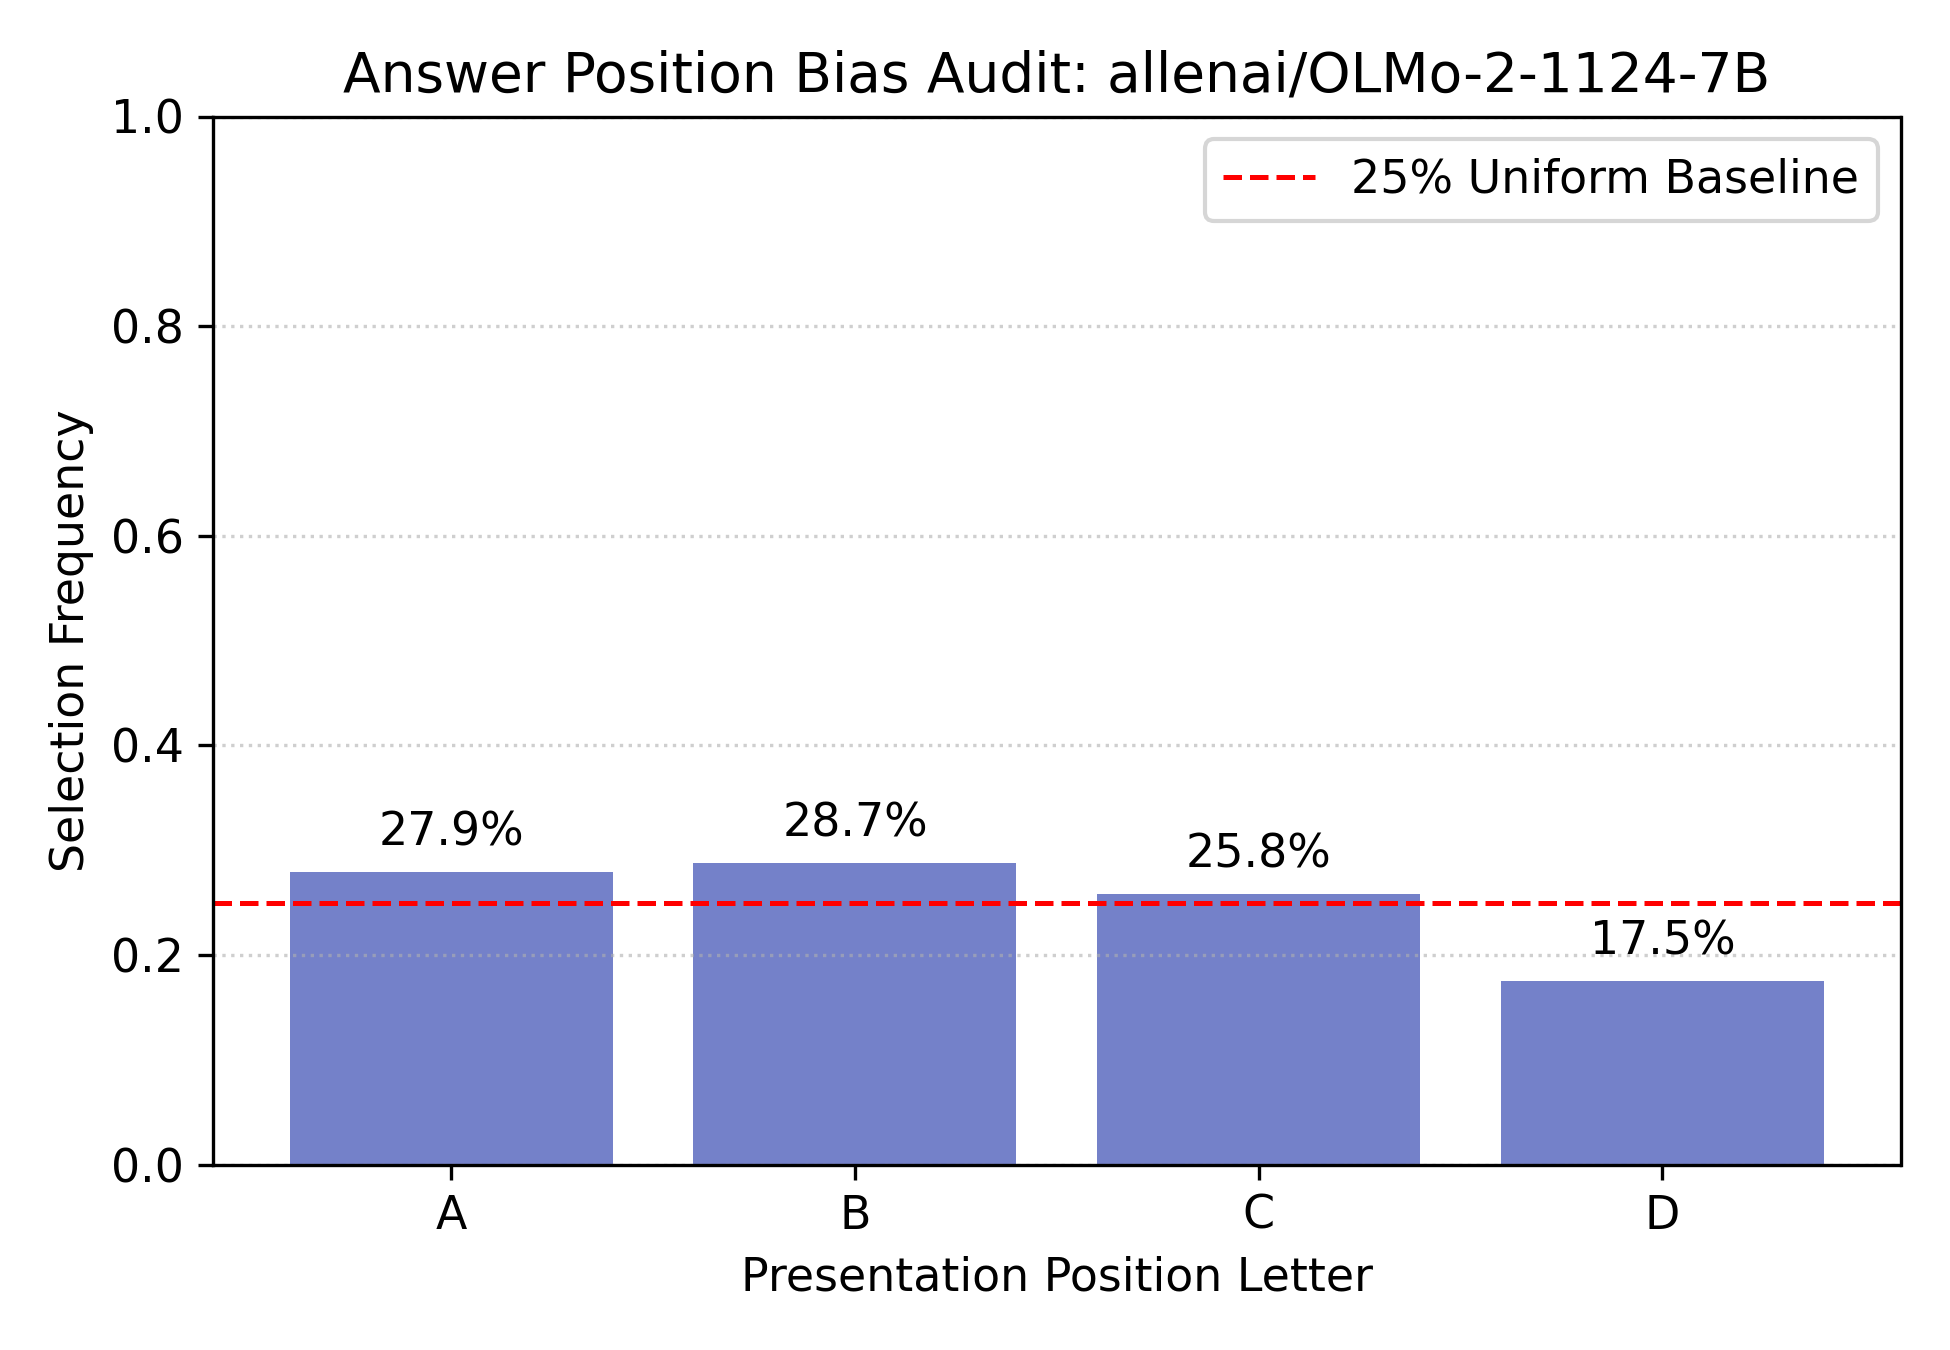 Answer Position Bias Audit: allenai/OLMo-2-1124-7B
1.0
25% Uniform Baseline
0.8
0.6
0.4
0.2
0.0
Selection Frequency
27.9%
28.7%
25.8%
17.5%
A
B
C
D
Presentation Position Letter